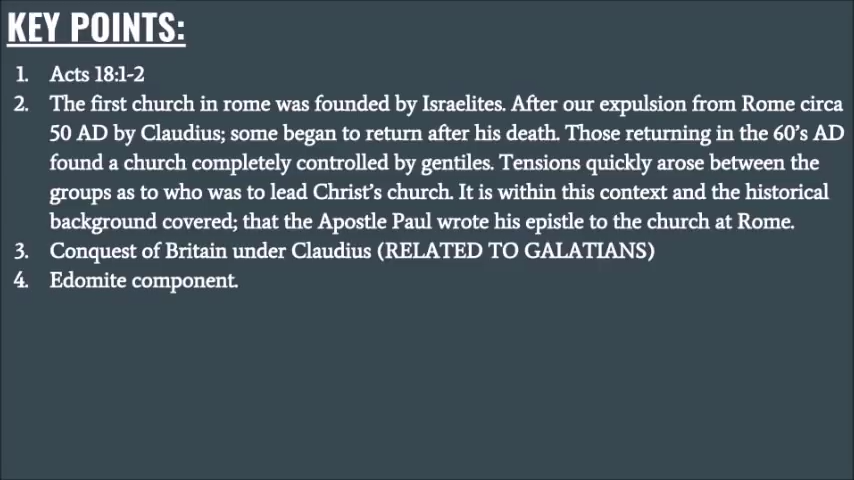 KEY POINTS:
1. Acts 18:1-2
2. The first church in rome was founded by Israelites. After our expulsion from Rome circa
50 AD by Claudius; some began to return after his death. Those returning in the 60's AD
found a church completely controlled by gentiles. Tensions quickly arose between the
groups as to who was to lead Christ's church. It is within this context and the historical
background covered; that the Apostle Paul wrote his epistle to the church at Rome.
3. Conquest of Britain under Claudius (RELATED TO GALATIANS)
4. Edomite component.